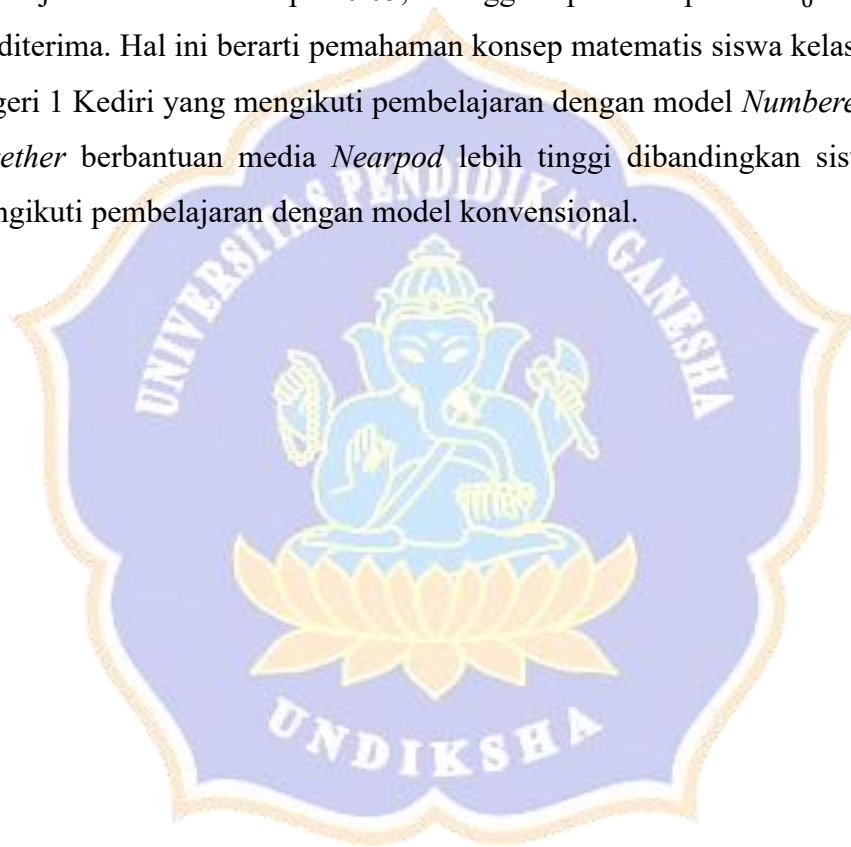 diterima. Hal ini berarti pemahaman konsep matematis siswa kelas
geri 1 Kediri yang mengikuti pembelajaran dengan model Numbere
ether berbantuan media Nearpod lebih tinggi dibandingkan sis
ngikuti pembelajaran dengan model konvensional.
UNIVERSITAS PENDIDIKAN GANESHA
UNDIKSHA